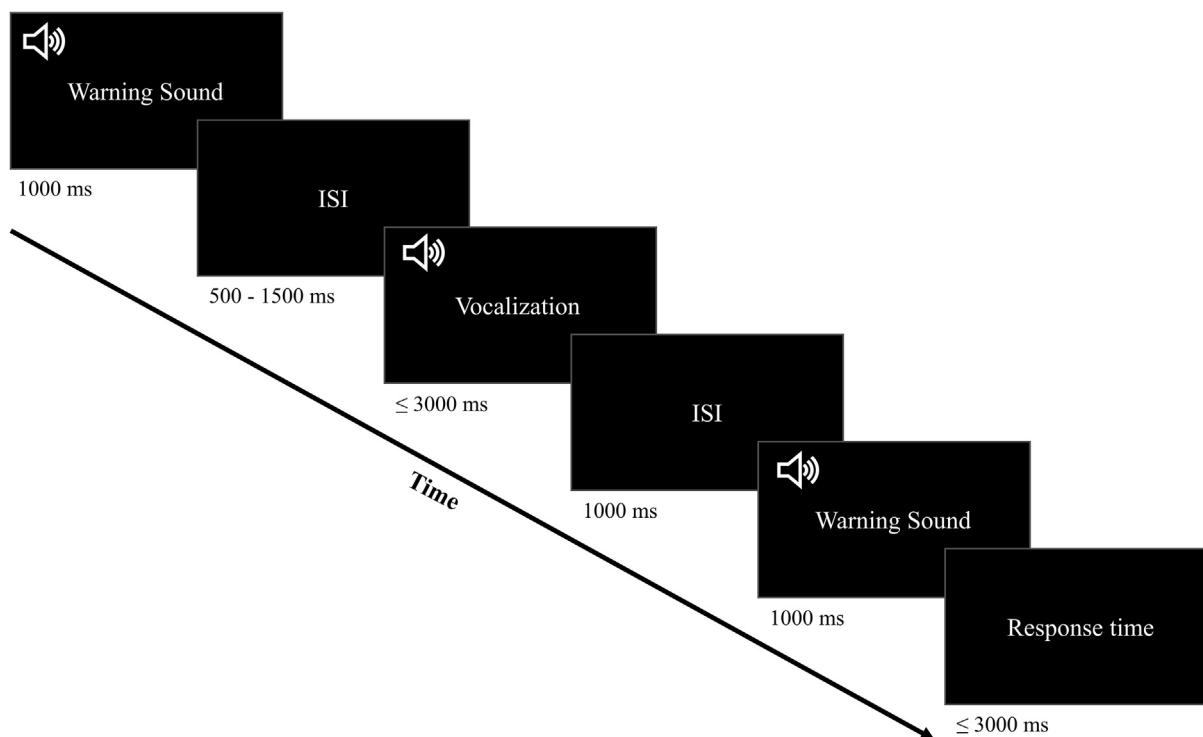 Warning Sound
1000 ms
ISI
500 - 1500 ms
Vocalization
≤ 3000 ms
ISI
1000 ms
Time
Warning Sound
1000 ms
Response time
≤ 3000 ms